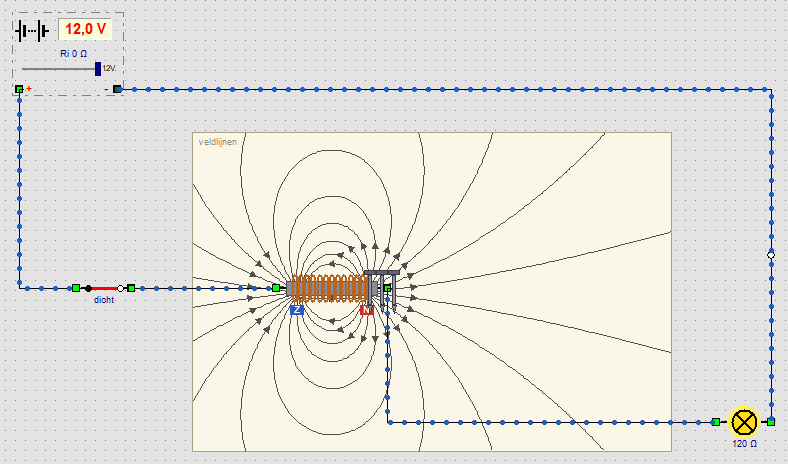 12,0 V
Ri 0 Ω
12V
+
-
veldlijnen
Z
N
dicht
120 Ω